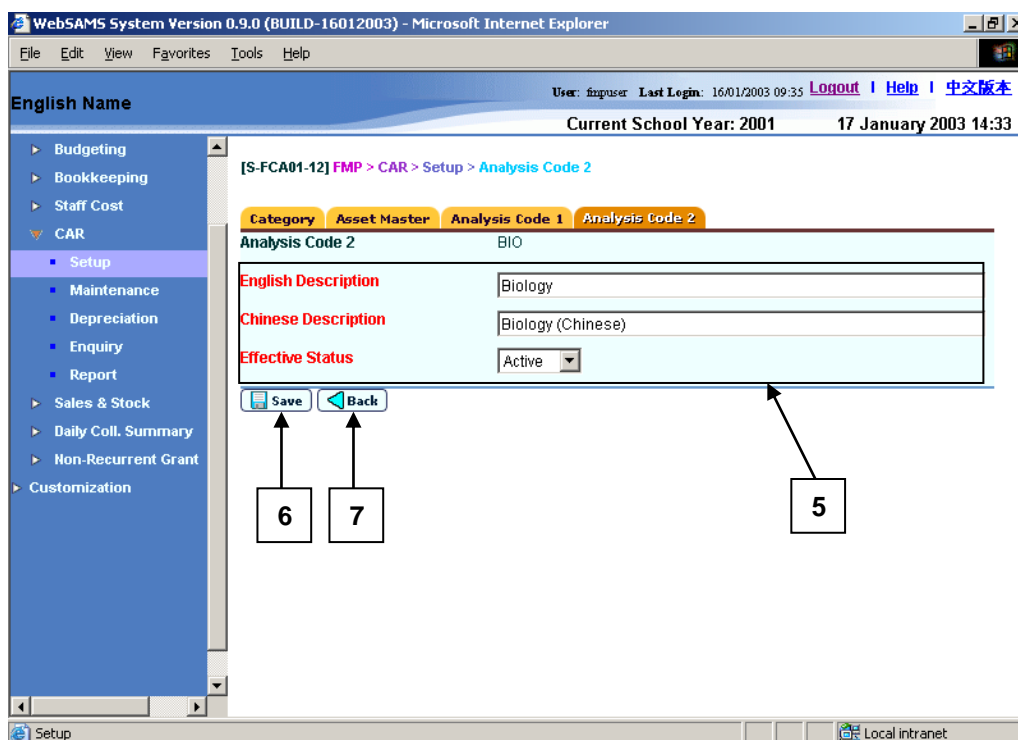 WebSAMS System Version 0.9.0 (BUILD-16012003) - Microsoft Internet Explorer
File Edit View Favorites Tools Help
English Name
User: fmpuser Last Login: 16/01/2003 09:35 Logout | Help | 中文版本
Current School Year: 2001 17 January 2003 14:33
Budgeting
Bookkeeping
Staff Cost
CAR
Setup
Maintenance
Depreciation
Enquiry
Report
Sales & Stock
Daily Coll. Summary
Non-Recurrent Grant
Customization
[S-FCA01-12] FMP > CAR > Setup > Analysis Code 2
Category Asset Master Analysis Code 1 Analysis Code 2
Analysis Code 2 BIO
English Description Biology
Chinese Description Biology (Chinese)
Effective Status Active
Save Back
6 7 5
Setup Local intranet